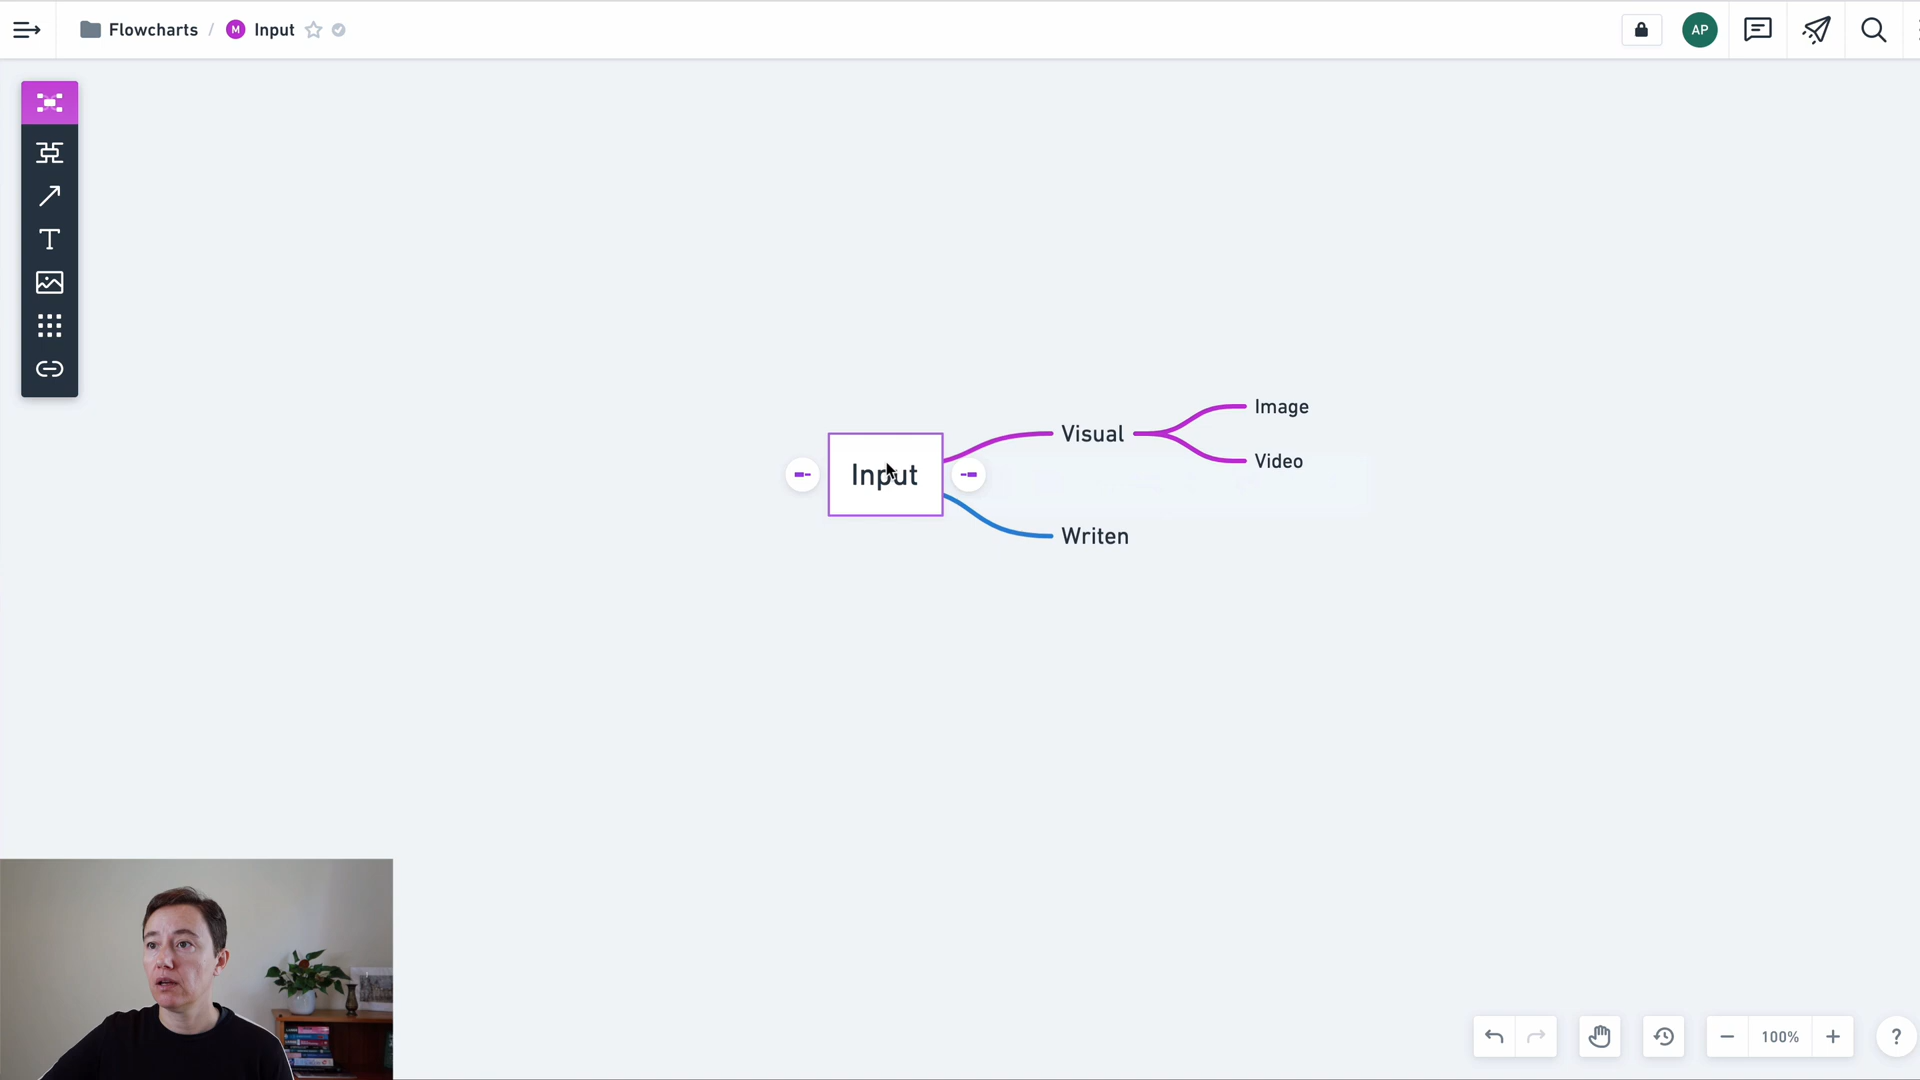 Flowcharts / M Input
AP
Image
Visual
Input
Video
Writen
100%
?